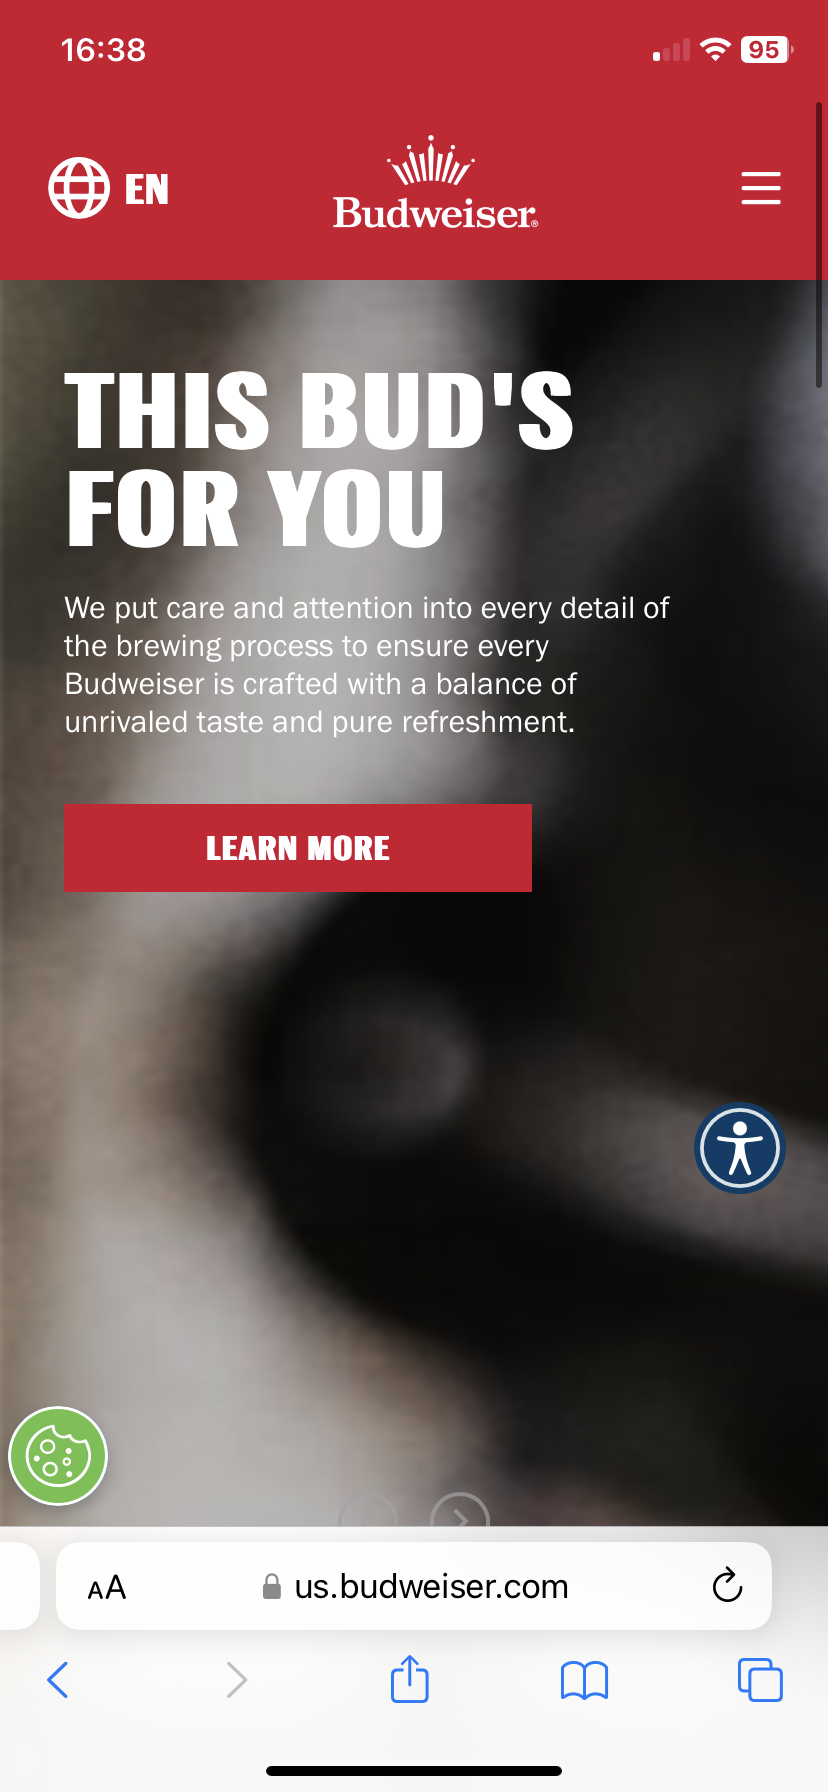 16:38
95
EN
Budweiser®
THIS BUD'S
FOR YOU
We put care and attention into every detail of
the brewing process to ensure every
Budweiser is crafted with a balance of
unrivaled taste and pure refreshment.
LEARN MORE
AA
us.budweiser.com